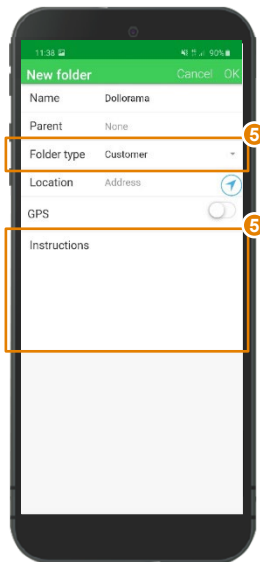 11:38 90%
New folder Cancel OK
Name Dollorama
Parent None
5
Folder type Customer
Location Address
GPS
5
Instructions